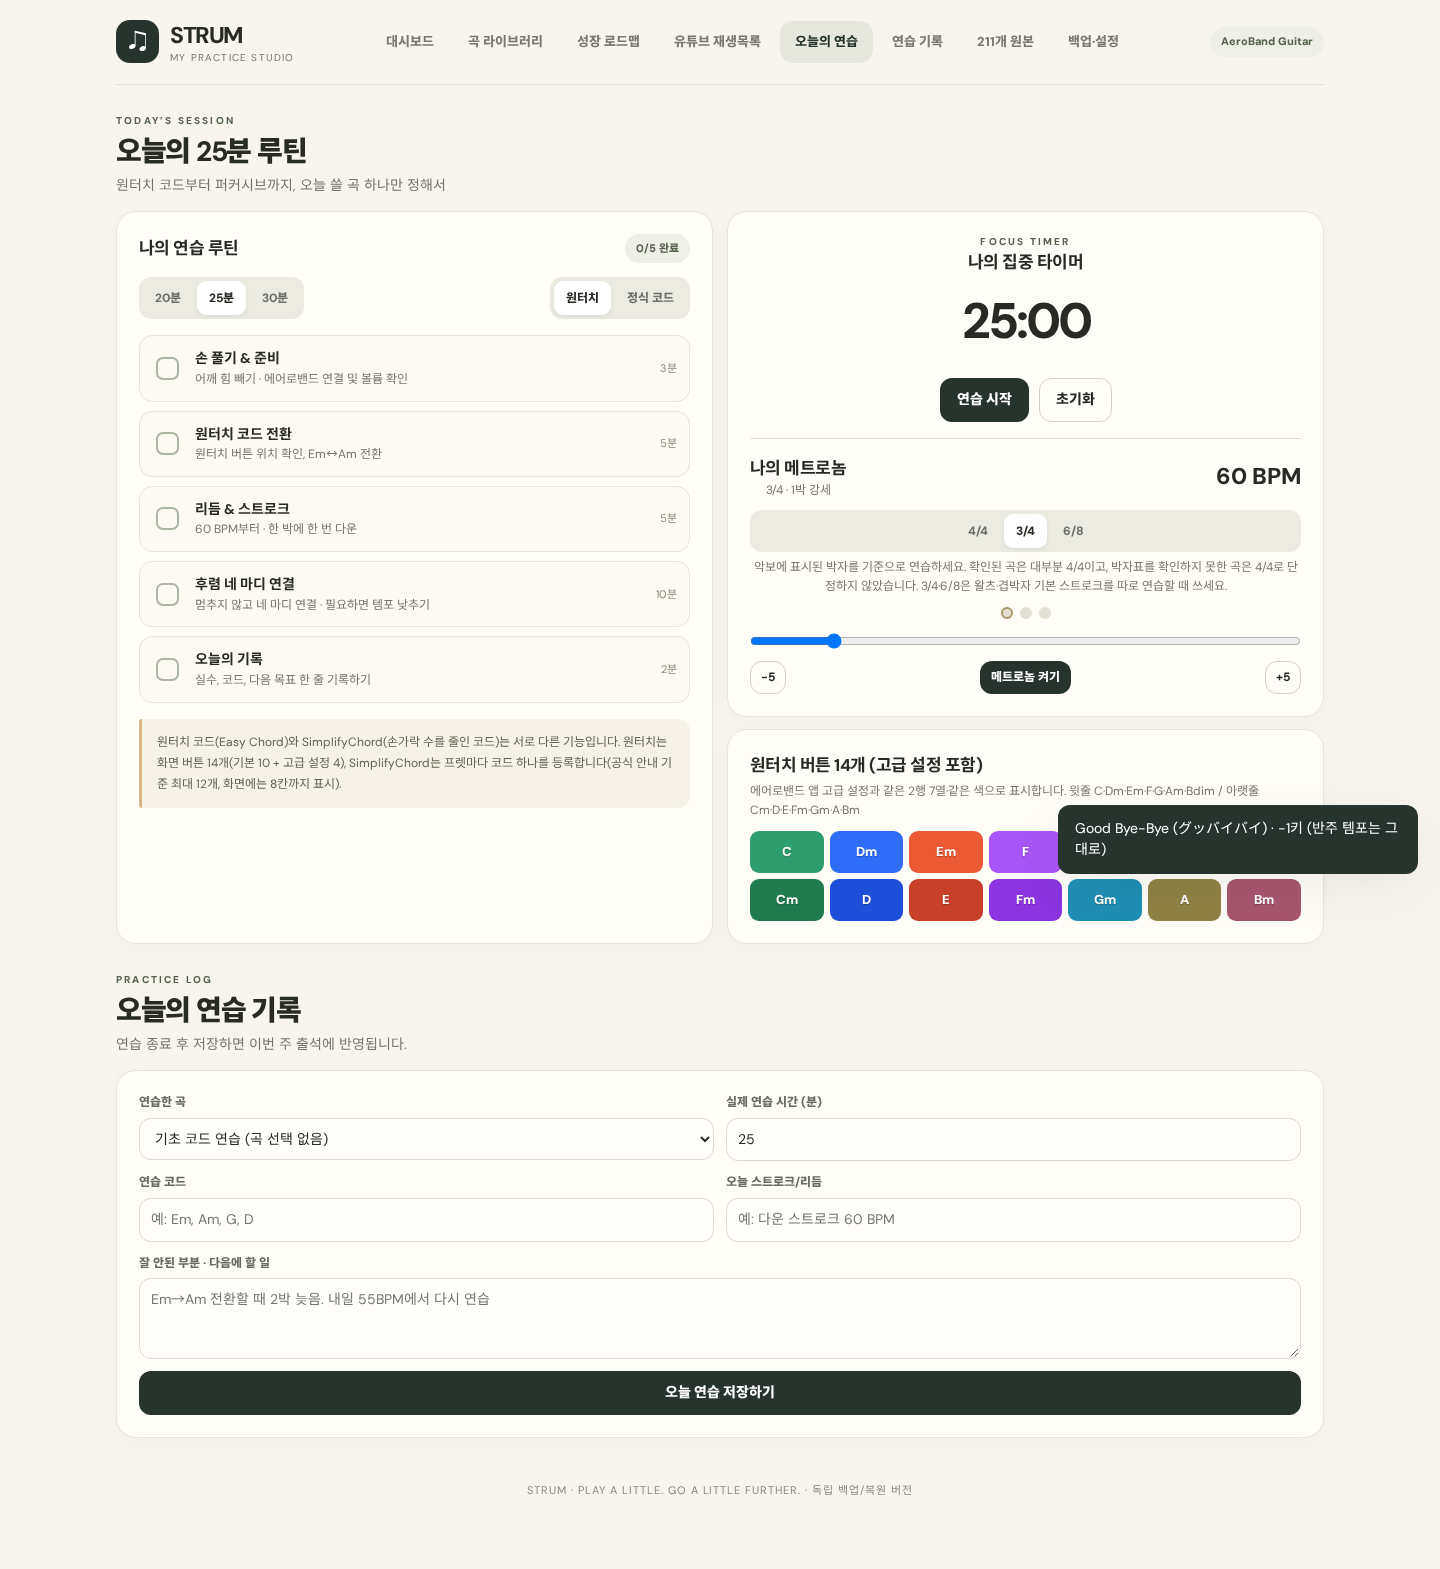 STRUM
MY PRACTICE STUDIO
대시보드
곡 라이브러리
성장 로드맵
유튜브 재생목록
오늘의 연습
연습 기록
211개 원본
백업·설정
AeroBand Guitar
TODAY'S SESSION
오늘의 25분 루틴
원터치 코드부터 퍼커시브까지, 오늘 쓸 곡 하나만 정해서
나의 연습 루틴
0/5 완료
20분
25분
30분
원터치
정식 코드
손 풀기 & 준비
어깨 힘 빼기 · 에어로밴드 연결 및 볼륨 확인
3분
원터치 코드 전환
원터치 버튼 위치 확인, Em↔Am 전환
5분
리듬 & 스트로크
60 BPM부터 · 한 박에 한 번 다운
5분
후렴 네 마디 연결
멈추지 않고 네 마디 연결 · 필요하면 템포 낮추기
10분
오늘의 기록
실수, 코드, 다음 목표 한 줄 기록하기
2분
원터치 코드(Easy Chord)와 SimplifyChord(손가락 수를 줄인 코드)는 서로 다른 기능입니다. 원터치는
화면 버튼 14개(기본 10 + 고급 설정 4), SimplifyChord는 프렛마다 코드 하나를 등록합니다(공식 안내 기
준 최대 12개, 화면에는 8칸까지 표시).
FOCUS TIMER
나의 집중 타이머
25:00
연습 시작
초기화
나의 메트로놈
3/4 · 1박 강세
60 BPM
4/4
3/4
6/8
악보에 표시된 박자를 기준으로 연습하세요. 확인된 곡은 대부분 4/4이고, 박자표를 확인하지 못한 곡은 4/4로 단
정하지 않았습니다. 3/4·6/8은 왈츠·겹박자 기본 스트로크를 따로 연습할 때 쓰세요.
-5
메트로놈 켜기
+5
원터치 버튼 14개 (고급 설정 포함)
에어로밴드 앱 고급 설정과 같은 2행 7열·같은 색으로 표시합니다. 윗줄 C·Dm·Em·F·G·Am·Bdim / 아랫줄
Cm·D·E·Fm·Gm·A·Bm
C
Dm
Em
F
Good Bye-Bye (グッバイバイ) · -1키 (반주 템포는 그
대로)
Cm
D
E
Fm
Gm
A
Bm
PRACTICE LOG
오늘의 연습 기록
연습 종료 후 저장하면 이번 주 출석에 반영됩니다.
연습한 곡
기초 코드 연습 (곡 선택 없음)
실제 연습 시간 (분)
25
연습 코드
예: Em, Am, G, D
오늘 스트로크/리듬
예: 다운 스트로크 60 BPM
잘 안된 부분 · 다음에 할 일
Em→Am 전환할 때 2박 늦음. 내일 55BPM에서 다시 연습
오늘 연습 저장하기
STRUM · PLAY A LITTLE. GO A LITTLE FURTHER. · 독립 백업/복원 버전